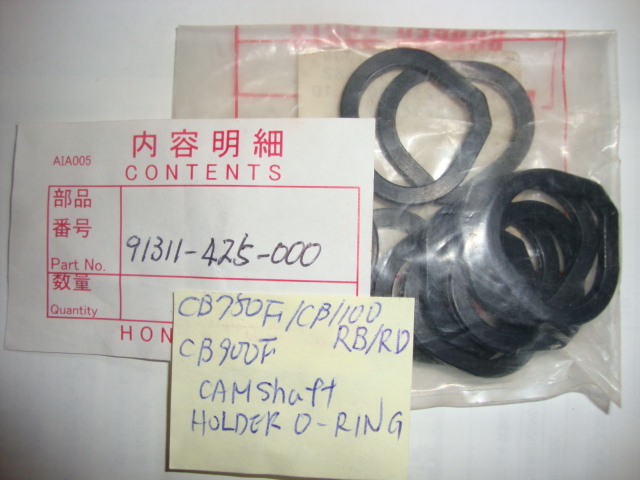 AIA005
内容明細
CONTENTS
部品
番号
Part No.
91311-425-000
数量
Quantity
HON
CB750F/CB1100
RB/RD
CB900F
CAMShaft
HOLDER O-RING